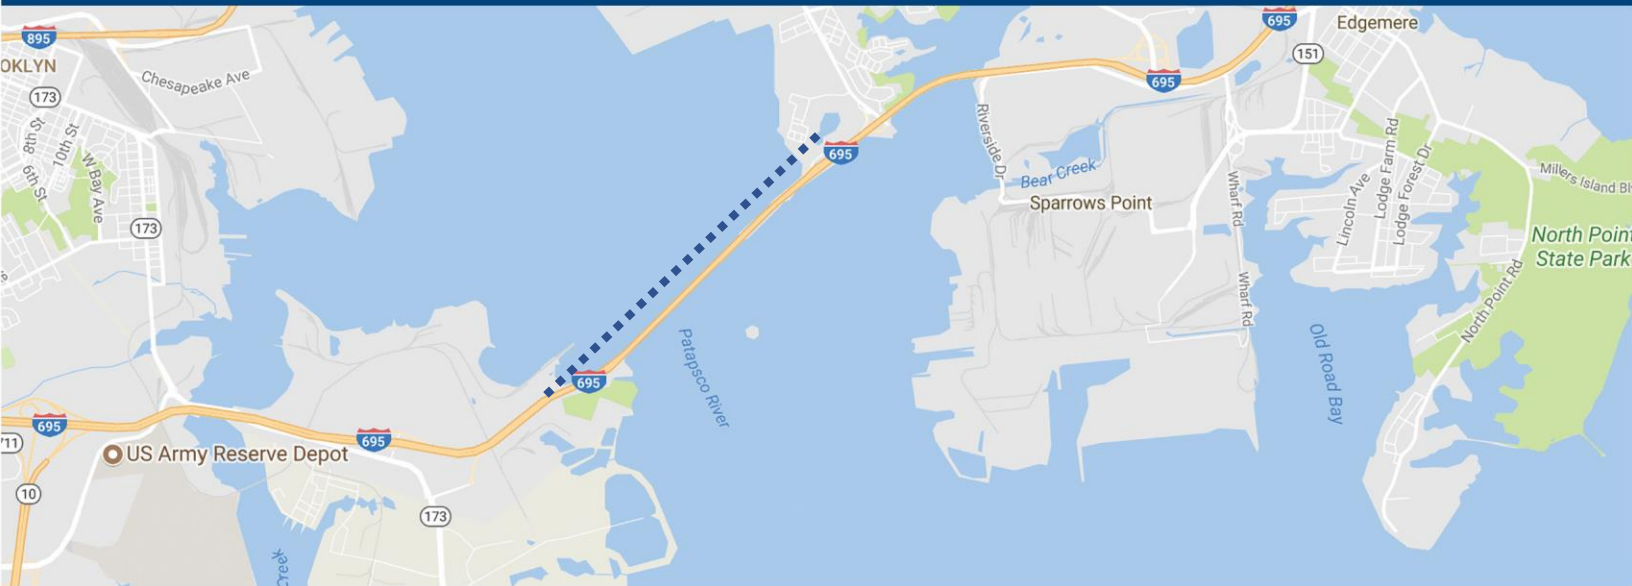 895
OKLYN
173
Chesapeake Ave
8th St
10th St
6th St
W Bay Ave
173
695
711
10
US Army Reserve Depot
695
173
Creek
695
Patapsco River
695
Riverside Dr
Bear Creek
Sparrows Point
695
695
151
Edgemere
Wharf Rd
Wharf Rd
Lincoln Ave
Lodge Farm Rd
Lodge Forest Dr
Millers Island Bl
North Point
State Park
North Point Rd
Old Road Bay